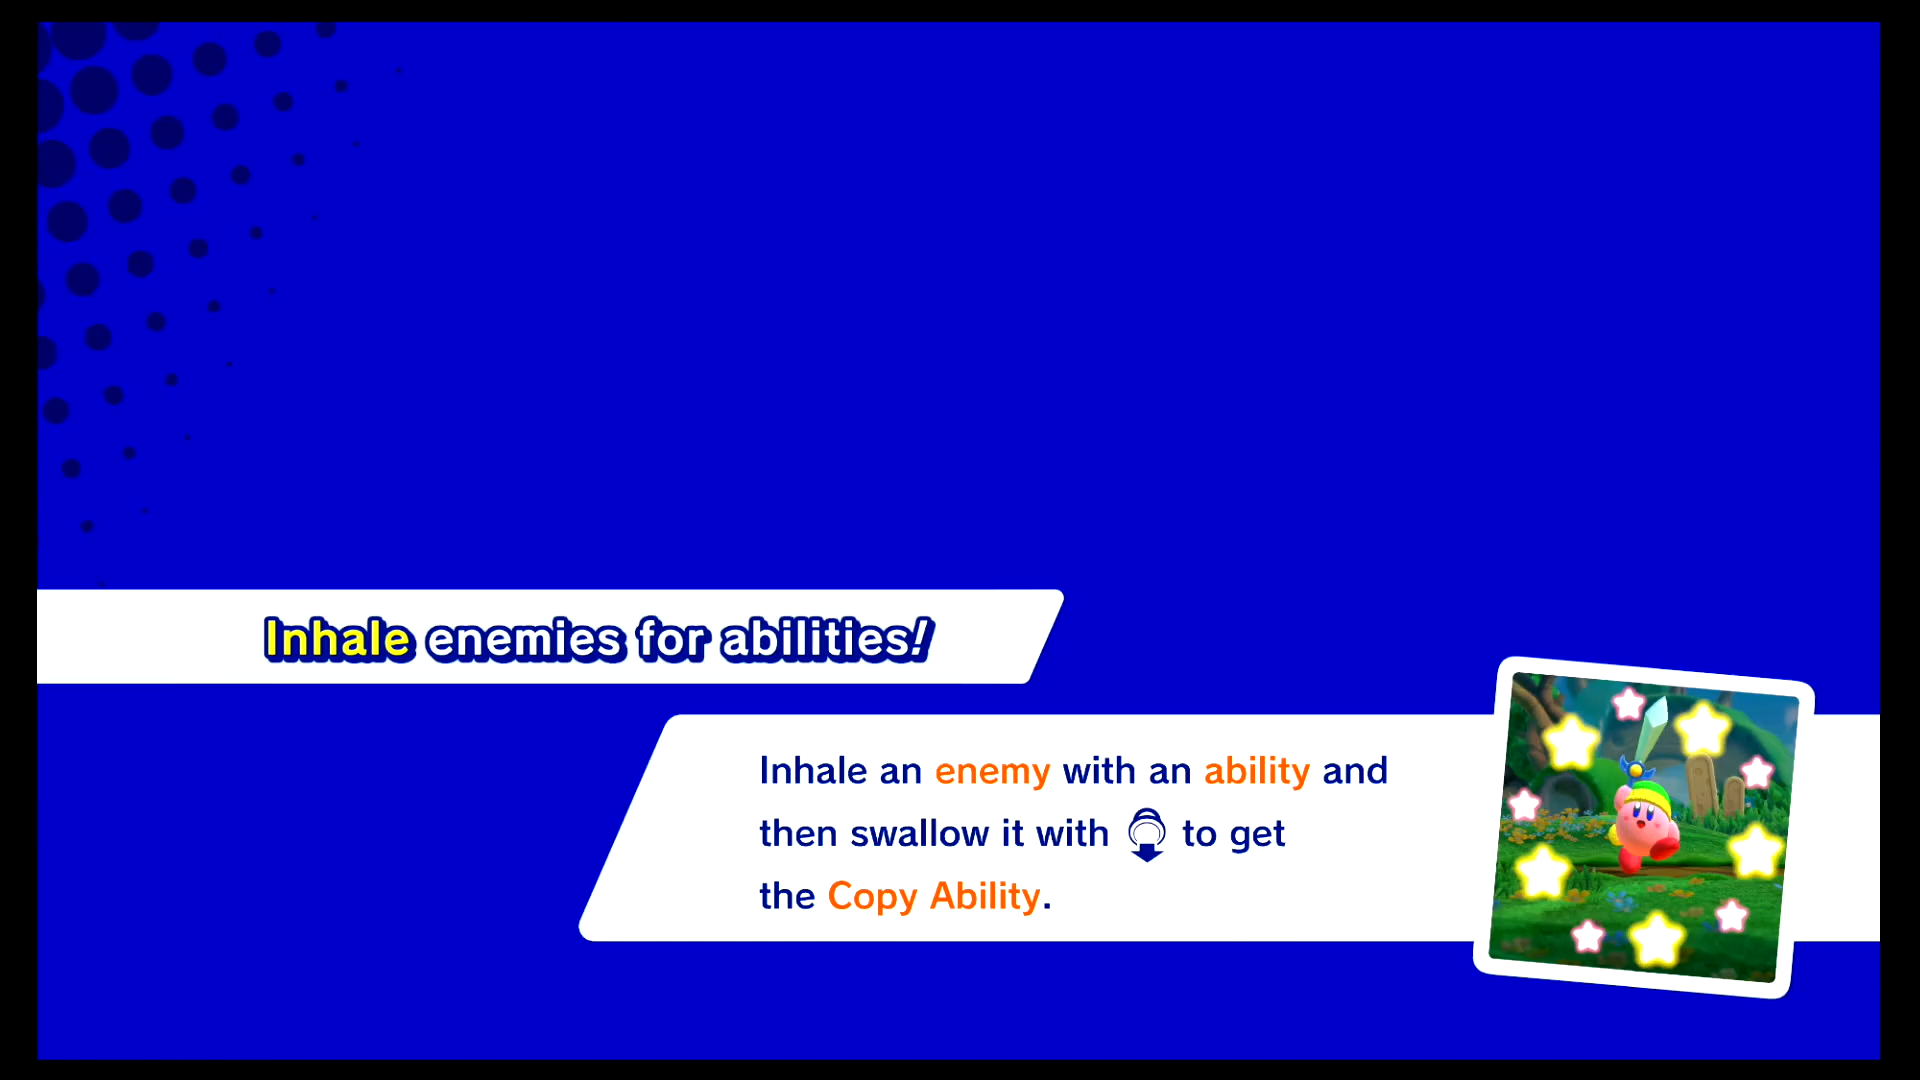 Inhale enemies for abilities!
Inhale an enemy with an ability and
then swallow it with to get
the Copy Ability.